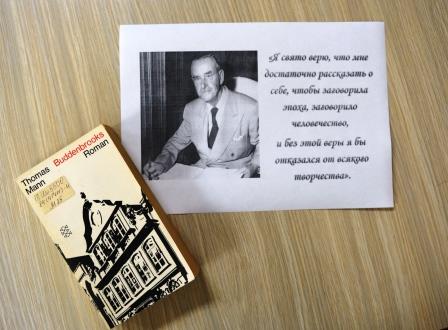 «Я свято верю, что мне
достаточно рассказать о
себе, чтобы заговорила
эпоха, заговорило
человечество,
и без этой веры я бы
отказался от всякого
творчества».
Thomas
Mann
Buddenbrooks
Roman